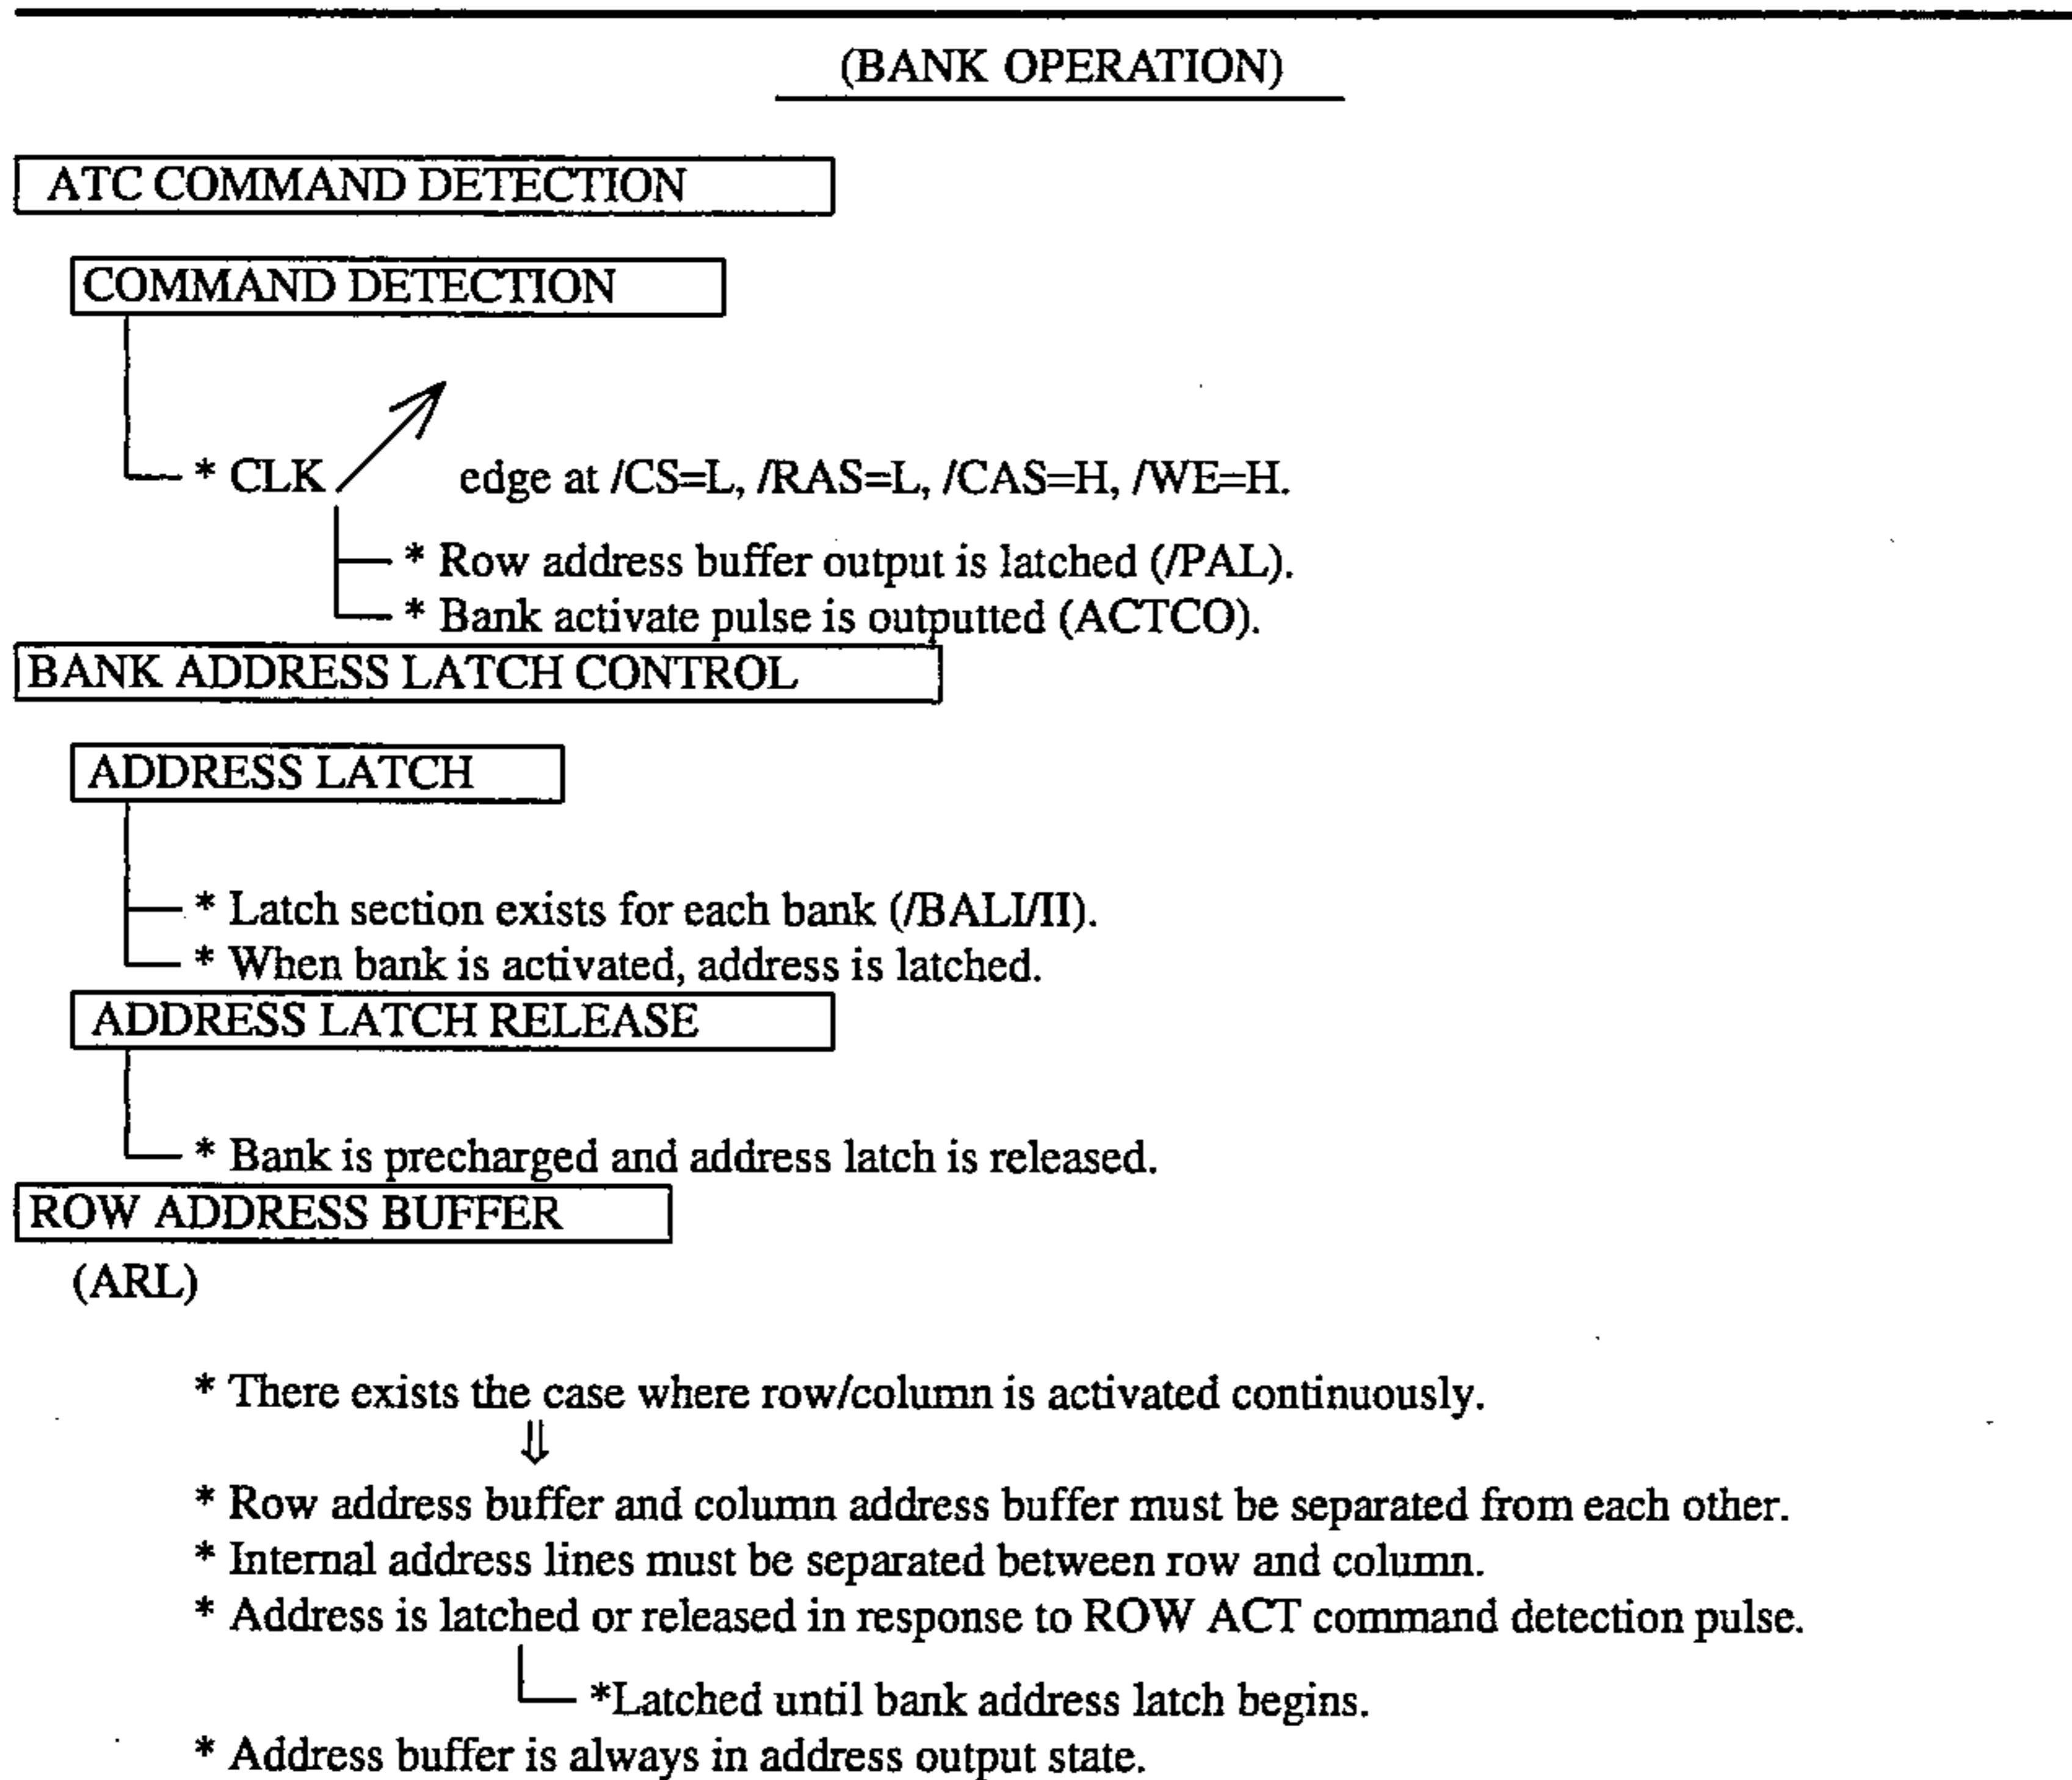 (BANK OPERATION)
ATC COMMAND DETECTION
COMMAND DETECTION
* CLK edge at /CS=L, /RAS=L, /CAS=H, /WE=H.
* Row address buffer output is latched (/PAL).
* Bank activate pulse is outputted (ACTCO).
BANK ADDRESS LATCH CONTROL
ADDRESS LATCH
* Latch section exists for each bank (/BALI/II).
* When bank is activated, address is latched.
ADDRESS LATCH RELEASE
* Bank is precharged and address latch is released.
ROW ADDRESS BUFFER
(ARL)
* There exists the case where row/column is activated continuously.
⇓
* Row address buffer and column address buffer must be separated from each other.
* Internal address lines must be separated between row and column.
* Address is latched or released in response to ROW ACT command detection pulse.
*Latched until bank address latch begins.
* Address buffer is always in address output state.